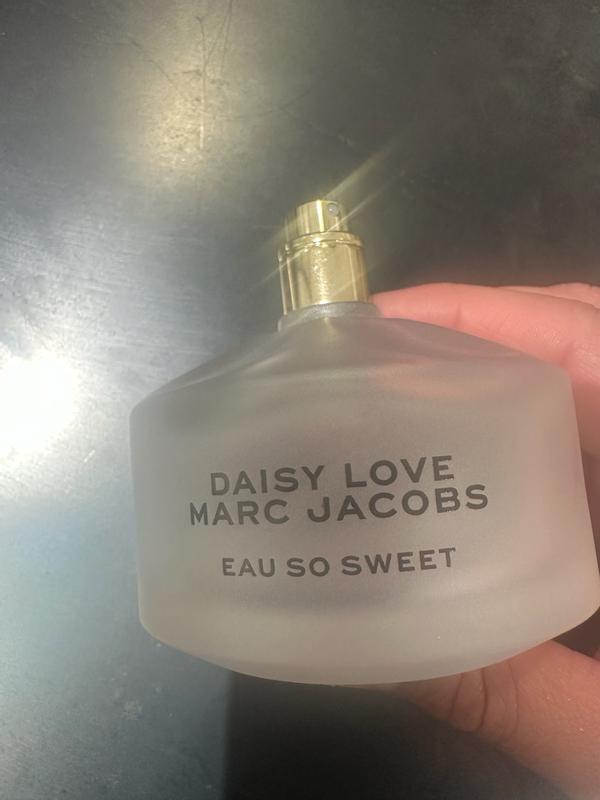 DAISY LOVE
MARC JACOBS
EAU SO SWEET